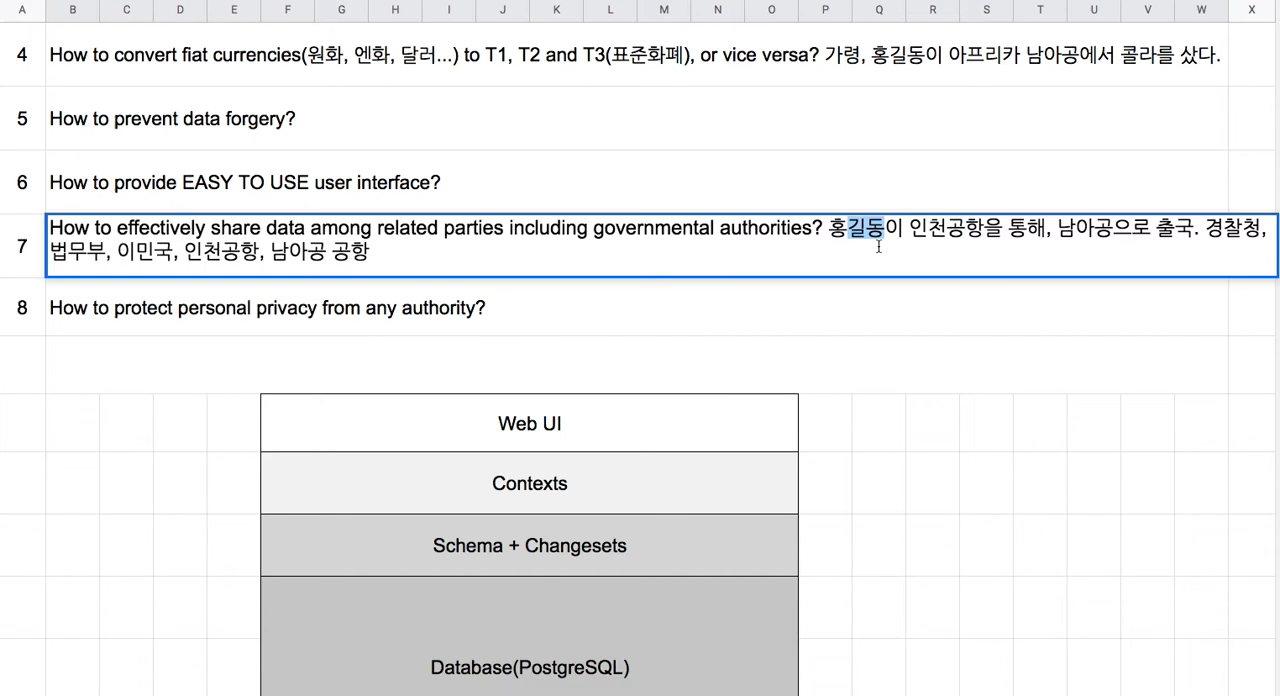 A B C D E F G H I J K L M N O P Q R S T U V W X
4 How to convert fiat currencies(원화, 엔화, 달러...) to T1, T2 and T3(표준화폐), or vice versa? 가령, 홍길동이 아프리카 남아공에서 콜라를 샀다.
5 How to prevent data forgery?
6 How to provide EASY TO USE user interface?
7 How to effectively share data among related parties including governmental authorities? 홍길동이 인천공항을 통해, 남아공으로 출국. 경찰청,
법무부, 이민국, 인천공항, 남아공 공항
8 How to protect personal privacy from any authority?
Web UI
Contexts
Schema + Changesets
Database(PostgreSQL)